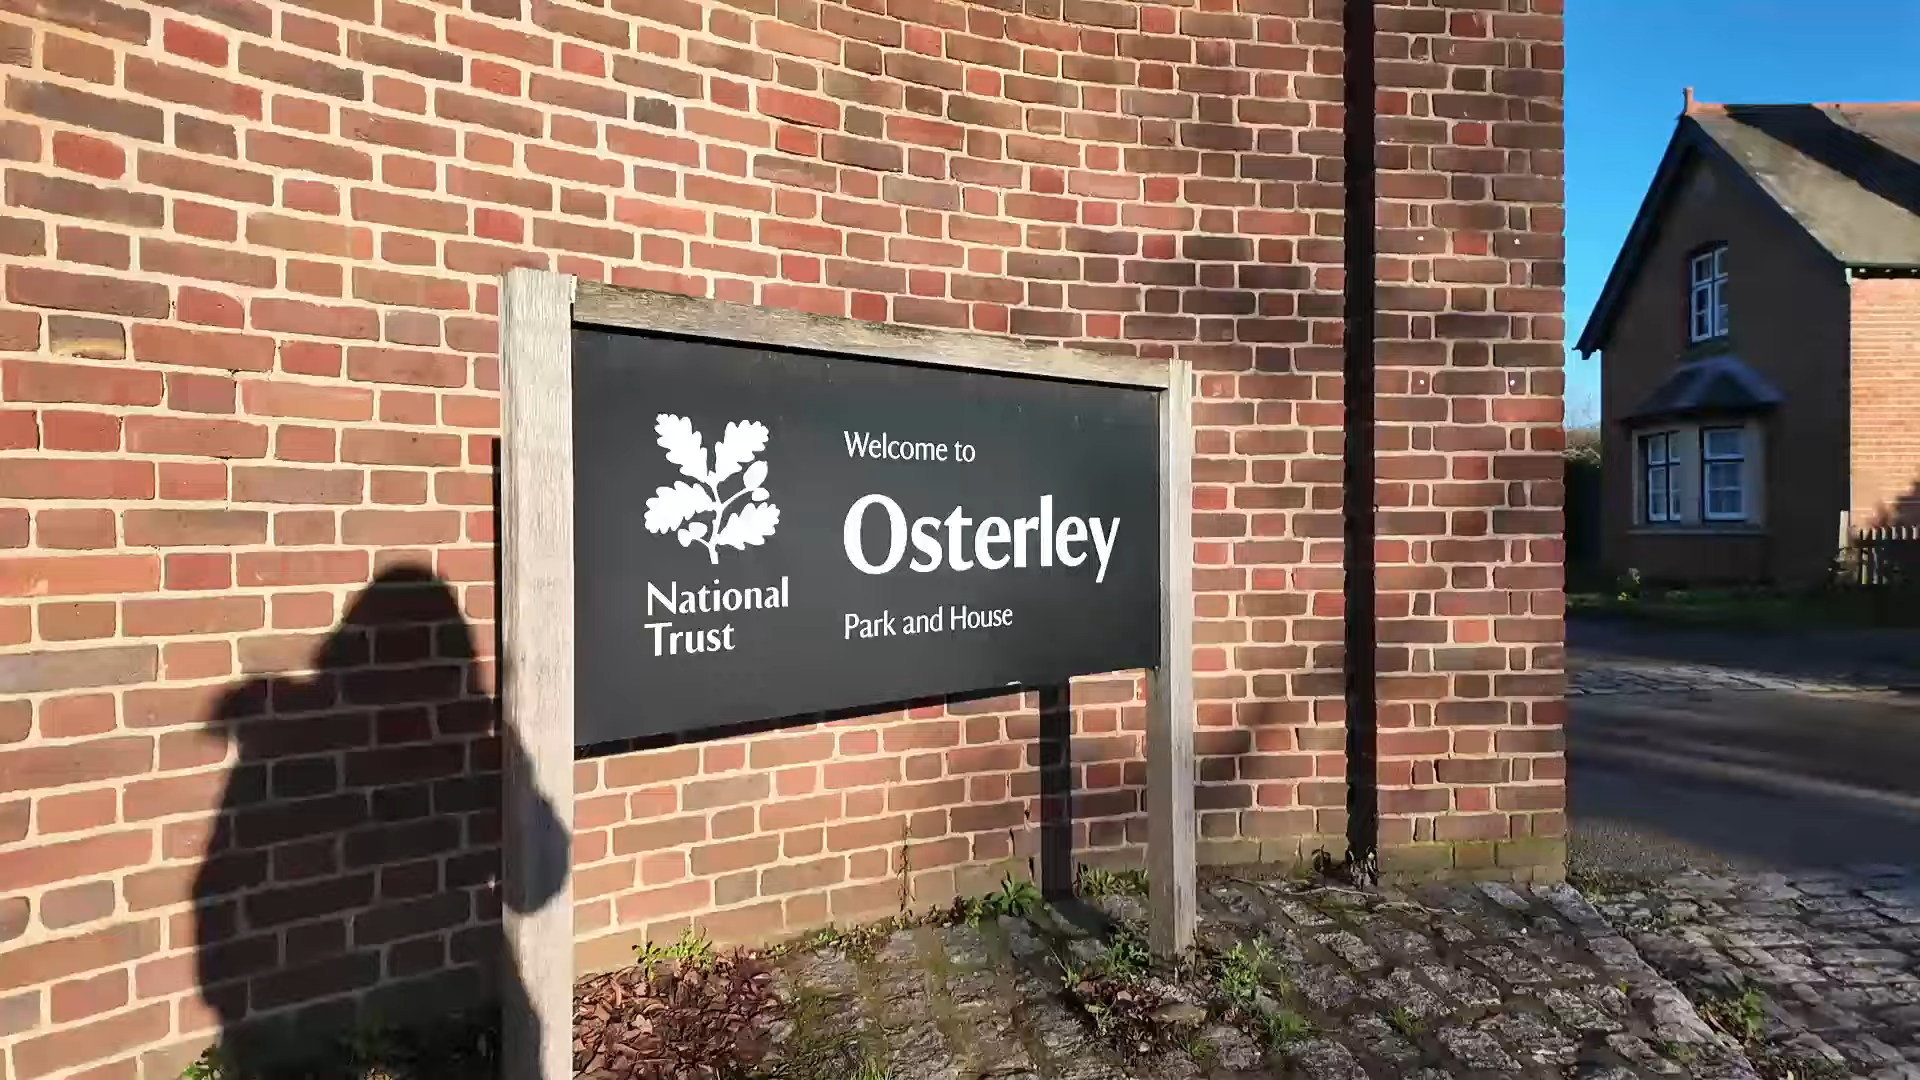 National
Trust
Welcome to
Osterley
Park and House